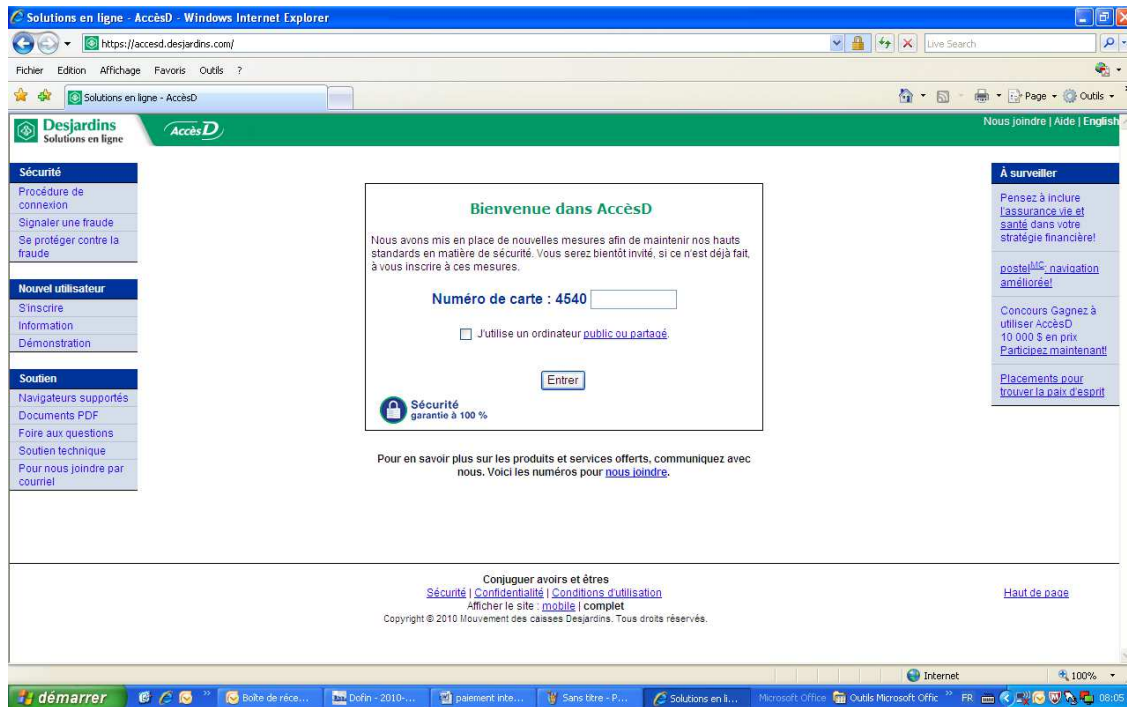 Solutions en ligne - AccèsD - Windows Internet Explorer
https://accesd.desjardins.com/
Live Search
Fichier Edition Affichage Favoris Outils ?
Solutions en ligne - AccèsD
Page Outils
Desjardins
Solutions en ligne
AccèsD
Nous joindre | Aide | English
Sécurité
Procédure de
connexion
Signaler une fraude
Se protéger contre la
fraude
Nouvel utilisateur
S'inscrire
Information
Démonstration
Soutien
Navigateurs supportés
Documents PDF
Foire aux questions
Soutien technique
Pour nous joindre par
courriel
Bienvenue dans AccèsD
Nous avons mis en place de nouvelles mesures afin de maintenir nos hauts
standards en matière de sécurité. Vous serez bientôt invité, si ce n'est déjà fait,
à vous inscrire à ces mesures.
Numéro de carte : 4540
J'utilise un ordinateur public ou partagé.
Entrer
Sécurité
garantie à 100 %
Pour en savoir plus sur les produits et services offerts, communiquez avec
nous. Voici les numéros pour nous joindre.
À surveiller
Pensez à inclure
l'assurance vie et
santé dans votre
stratégie financière!
postel MC: navigation
améliorée!
Concours Gagnez à
utiliser AccèsD
10 000 $ en prix
Participez maintenant!
Placements pour
trouver la paix d'esprit
Conjuguer avoirs et êtres
Sécurité | Confidentialité | Conditions d'utilisation
Haut de page
Afficher le site : mobile | complet
Copyright © 2010 Mouvement des caisses Desjardins. Tous droits réservés.
Internet
100%
démarrer
Boîte de réce...
Dofin - 2010-...
paiement inte...
Sans titre - P...
Solutions en li...
Microsoft Office
Outils Microsoft Offic
FR
08:05